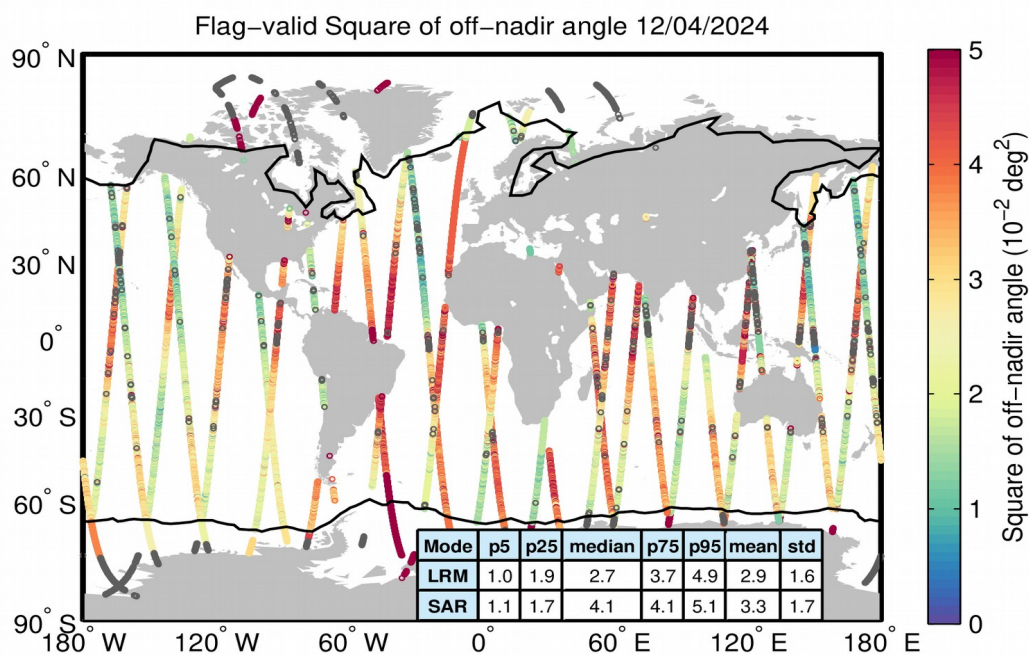 Flag−valid Square of off−nadir angle 12/04/2024
90° N
60° N
30° N
0°
30° S
60° S
90° S
180° W
120° W
60° W
0°
60° E
120° E
180° E
5
4
3
2
1
0
Square of off−nadir angle (10⁻² deg²)
Mode p5 p25 median p75 p95 mean std
LRM 1.0 1.9 2.7 3.7 4.9 2.9 1.6
SAR 1.1 1.7 4.1 4.1 5.1 3.3 1.7